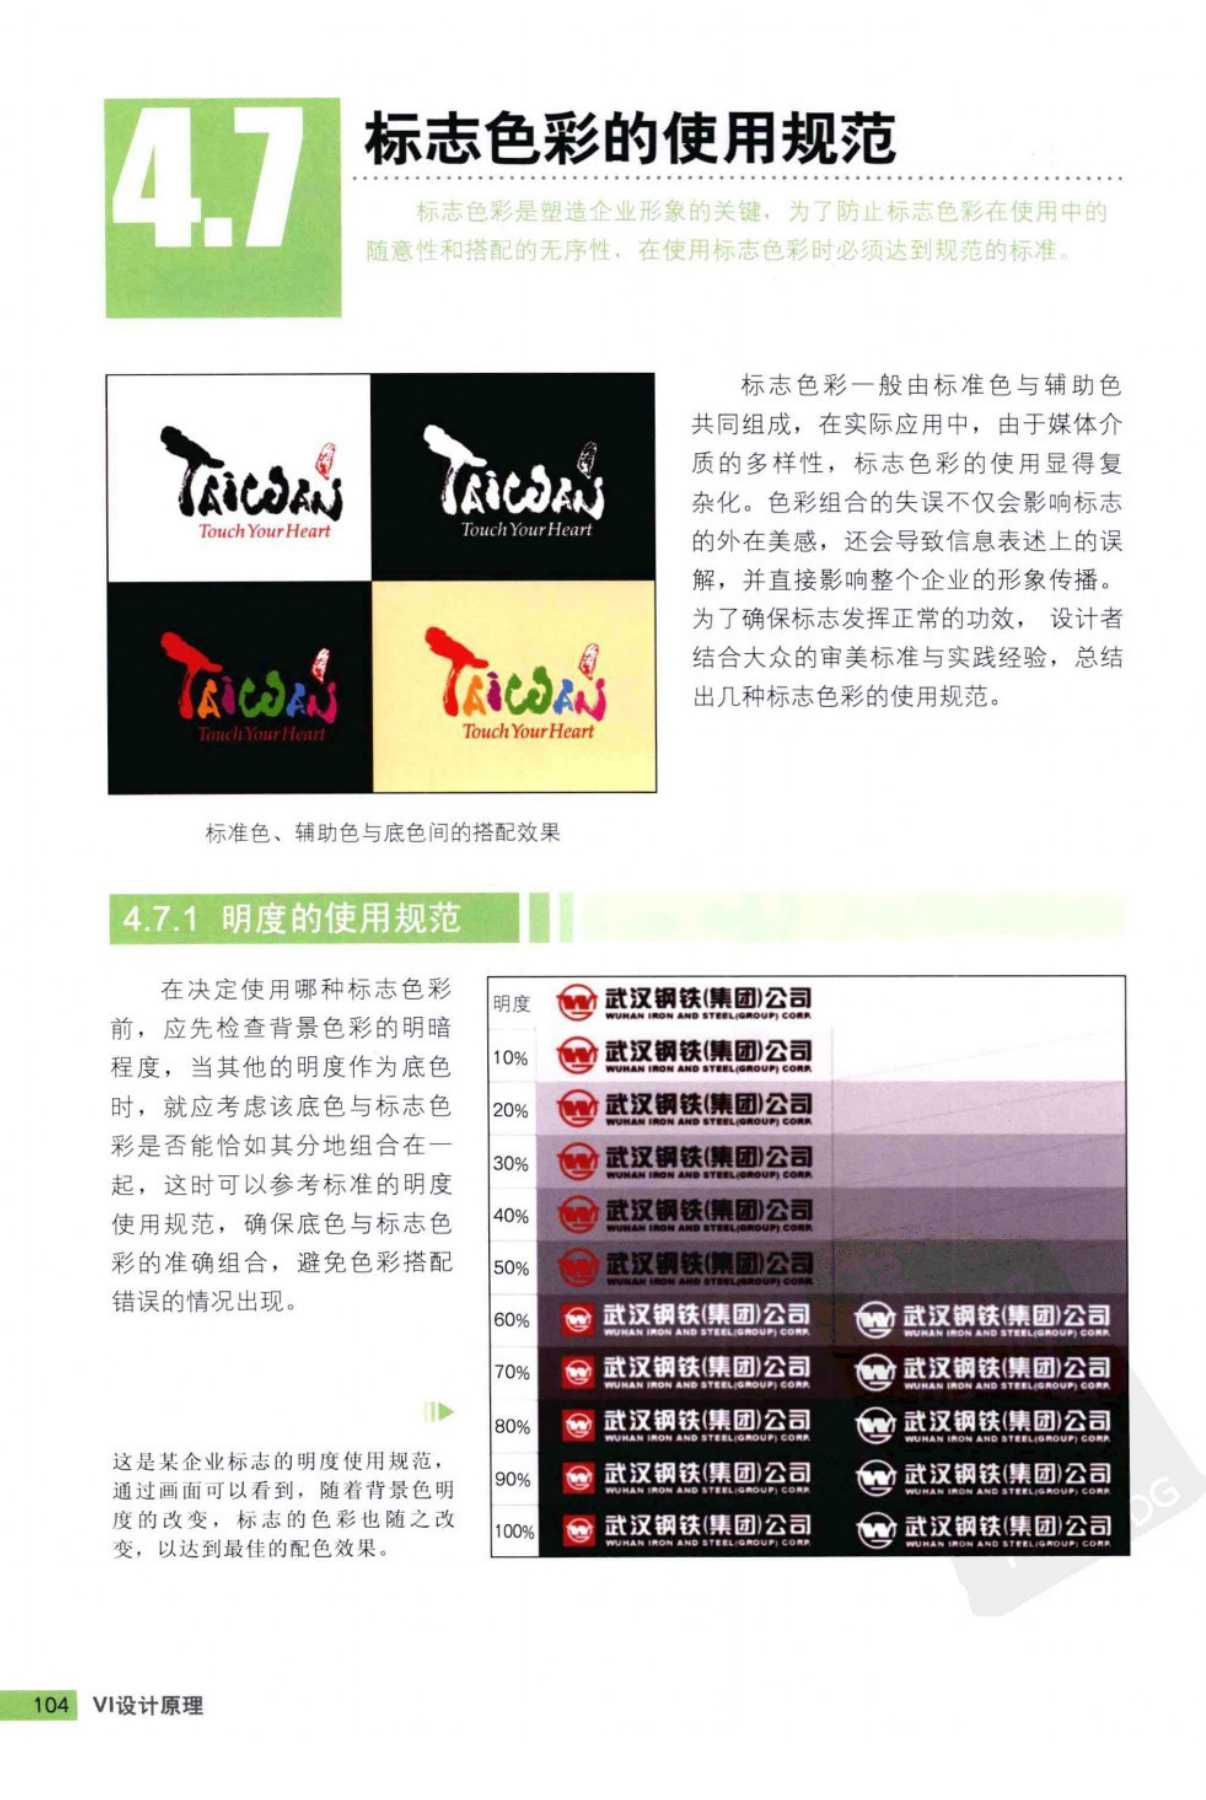 4.7
标志色彩的使用规范
标志色彩是塑造企业形象的关键，为了防止标志色彩在使用中的
随意性和搭配的无序性，在使用标志色彩时必须达到规范的标准。
TAIWAN
Touch Your Heart
TAIWAN
Touch Your Heart
TAIWAN
Touch Your Heart
TAIWAN
Touch Your Heart
标准色、辅助色与底色间的搭配效果
标志色彩一般由标准色与辅助色
共同组成，在实际应用中，由于媒体介
质的多样性，标志色彩的使用显得复
杂化。色彩组合的失误不仅会影响标志
的外在美感，还会导致信息表述上的误
解，并直接影响整个企业的形象传播。
为了确保标志发挥正常的功效， 设计者
结合大众的审美标准与实践经验，总结
出几种标志色彩的使用规范。
4.7.1 明度的使用规范
在决定使用哪种标志色彩
前，应先检查背景色彩的明暗
程度，当其他的明度作为底色
时，就应考虑该底色与标志色
彩是否能恰如其分地组合在一
起，这时可以参考标准的明度
使用规范，确保底色与标志色
彩的准确组合，避免色彩搭配
错误的情况出现。
这是某企业标志的明度使用规范，
通过画面可以看到，随着背景色明
度的改变，标志的色彩也随之改
变，以达到最佳的配色效果。
明度 武汉钢铁(集团)公司
WUHAN IRON AND STEEL(GROUP) CORP.
10% 武汉钢铁(集团)公司
WUHAN IRON AND STEEL(GROUP) CORP.
20% 武汉钢铁(集团)公司
WUHAN IRON AND STEEL(GROUP) CORP.
30% 武汉钢铁(集团)公司
WUHAN IRON AND STEEL(GROUP) CORP.
40% 武汉钢铁(集团)公司
WUHAN IRON AND STEEL(GROUP) CORP.
50% 武汉钢铁(集团)公司
WUHAN IRON AND STEEL(GROUP) CORP.
60% 武汉钢铁(集团)公司 武汉钢铁(集团)公司
WUHAN IRON AND STEEL(GROUP) CORP. WUHAN IRON AND STEEL(GROUP) CORP.
70% 武汉钢铁(集团)公司 武汉钢铁(集团)公司
WUHAN IRON AND STEEL(GROUP) CORP. WUHAN IRON AND STEEL(GROUP) CORP.
80% 武汉钢铁(集团)公司 武汉钢铁(集团)公司
WUHAN IRON AND STEEL(GROUP) CORP. WUHAN IRON AND STEEL(GROUP) CORP.
90% 武汉钢铁(集团)公司 武汉钢铁(集团)公司
WUHAN IRON AND STEEL(GROUP) CORP. WUHAN IRON AND STEEL(GROUP) CORP.
100% 武汉钢铁(集团)公司 武汉钢铁(集团)公司
WUHAN IRON AND STEEL(GROUP) CORP. WUHAN IRON AND STEEL(GROUP) CORP.
104 VI设计原理